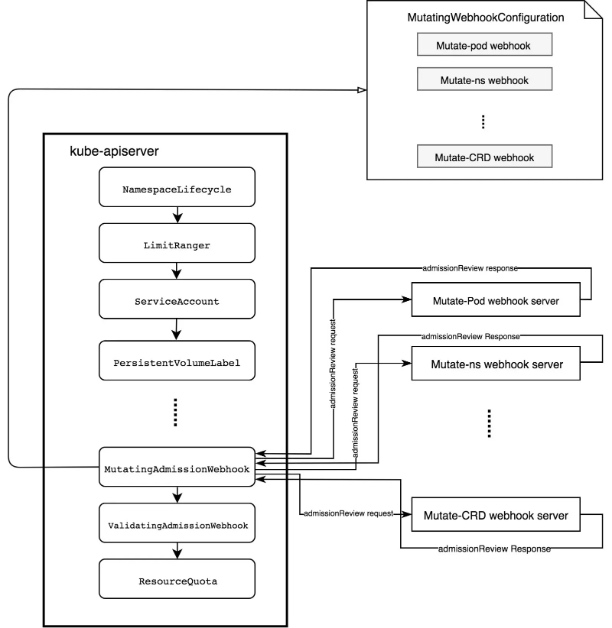 MutatingWebhookConfiguration
Mutate-pod webhook
Mutate-ns webhook
Mutate-CRD webhook
kube-apiserver
NamespaceLifecycle
LimitRanger
ServiceAccount
PersistentVolumeLabel
MutatingAdmissionWebhook
ValidatingAdmissionWebhook
ResourceQuota
admissionReview response
Mutate-Pod webhook server
admissionReview request
admissionReview Response
Mutate-ns webhook server
admissionReview request
admissionReview request
Mutate-CRD webhook server
admissionReview Response